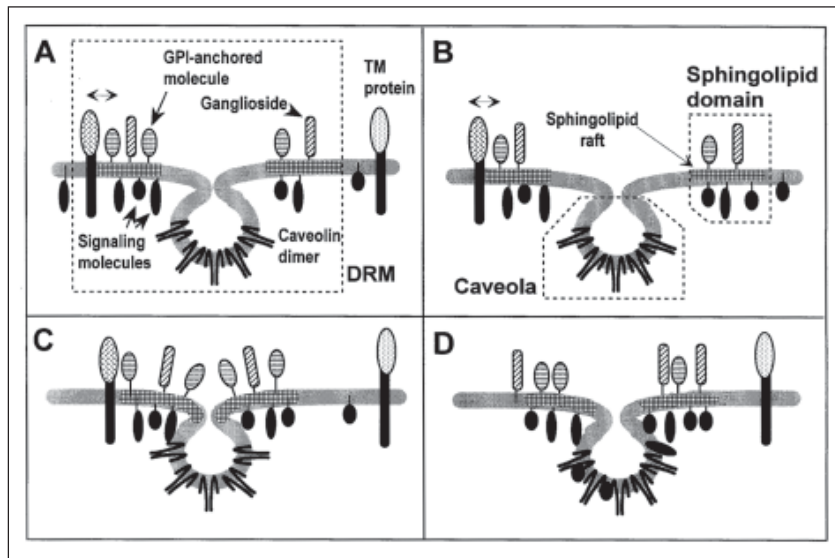 A
GPI-anchored
molecule
Ganglioside
TM
protein
Signaling
molecules
Caveolin
dimer
DRM
B
Sphingolipid
domain
Sphingolipid
raft
Caveola
C
D